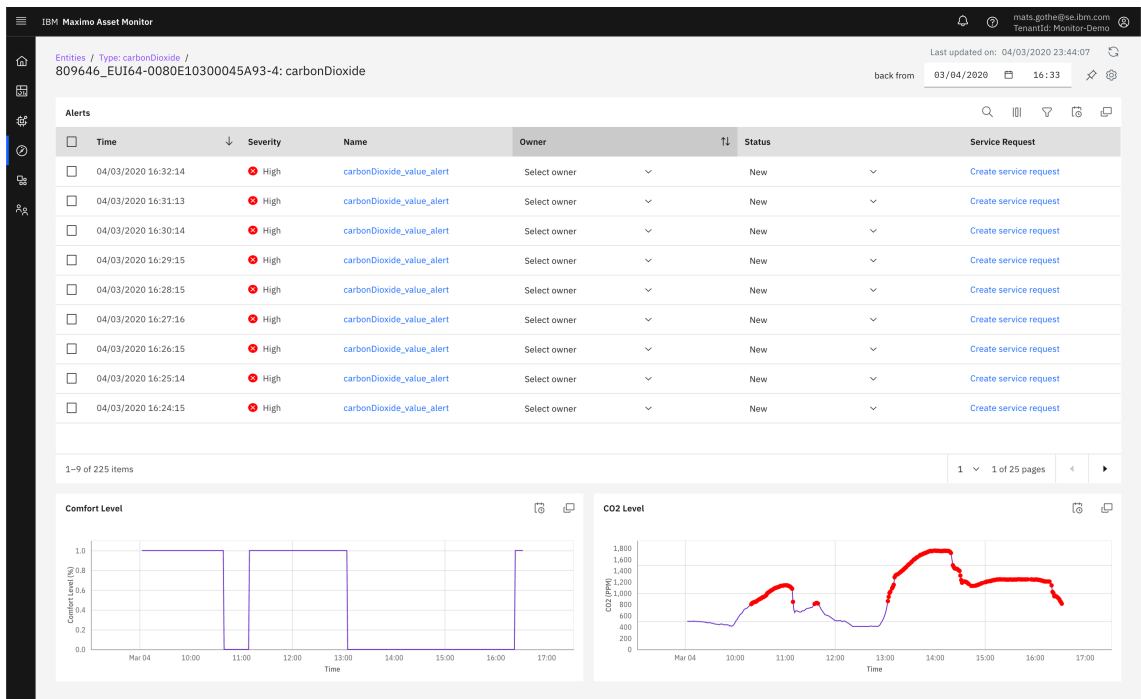 IBM Maximo Asset Monitor
mats.gothe@se.ibm.com
TenantId: Monitor-Demo
Entities / Type: carbonDioxide /
Last updated on: 04/03/2020 23:44:07
809646_EUI64-0080E10300045A93-4: carbonDioxide
back from 03/04/2020 16:33
Alerts
Time Severity Name Owner Status Service Request
04/03/2020 16:32:14 High carbonDioxide_value_alert Select owner New Create service request
04/03/2020 16:31:13 High carbonDioxide_value_alert Select owner New Create service request
04/03/2020 16:30:14 High carbonDioxide_value_alert Select owner New Create service request
04/03/2020 16:29:15 High carbonDioxide_value_alert Select owner New Create service request
04/03/2020 16:28:15 High carbonDioxide_value_alert Select owner New Create service request
04/03/2020 16:27:16 High carbonDioxide_value_alert Select owner New Create service request
04/03/2020 16:26:15 High carbonDioxide_value_alert Select owner New Create service request
04/03/2020 16:25:14 High carbonDioxide_value_alert Select owner New Create service request
04/03/2020 16:24:15 High carbonDioxide_value_alert Select owner New Create service request
1–9 of 225 items
1 1 of 25 pages
Comfort Level
Comfort Level (%)
1.0
0.8
0.6
0.4
0.2
0.0
Mar 04 10:00 11:00 12:00 13:00 14:00 15:00 16:00 17:00
Time
CO2 Level
CO2 (PPM)
1,800
1,600
1,400
1,200
1,000
800
600
400
200
0
Mar 04 10:00 11:00 12:00 13:00 14:00 15:00 16:00 17:00
Time